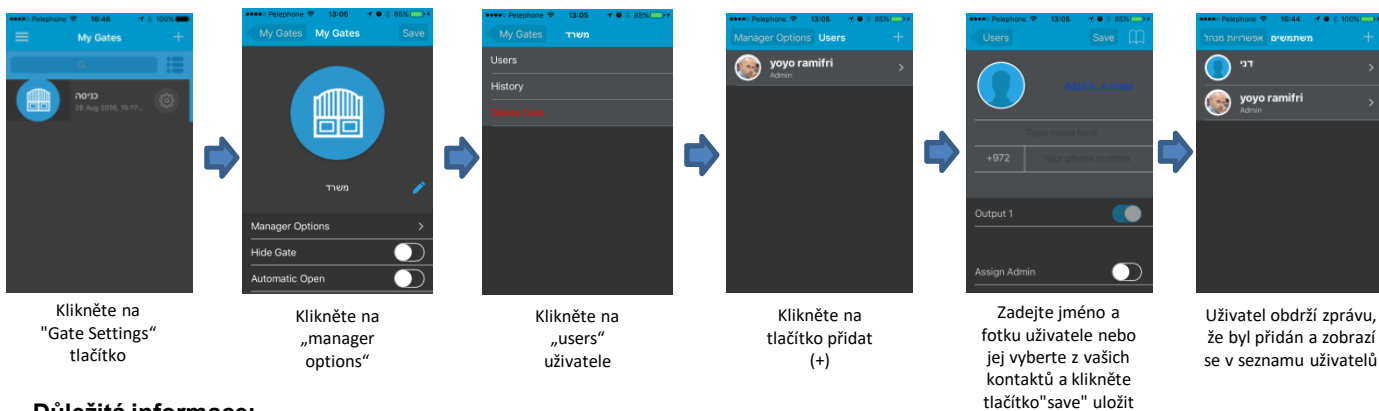 Pelephone 16:46 100%
My Gates
כניסה
28 Aug 2016, 15:17...
Klikněte na
"Gate Settings“
tlačítko
Pelephone 13:05 85%
My Gates My Gates Save
משרד
Manager Options
Hide Gate
Automatic Open
Klikněte na
„manager
options“
Pelephone 13:05 85%
My Gates משרד
Users
History
Klikněte na
„users“
uživatele
Pelephone 13:05 85%
Manager Options Users
yoyo ramifri
Admin
Klikněte na
tlačítko přidat
(+)
Pelephone 13:05 85%
Users Save
Type name here
+972 Your phone number
Output 1
Assign Admin
Zadejte jméno a
fotku uživatele nebo
jej vyberte z vašich
kontaktů a klikněte
tlačítko"save" uložit
Pelephone 15:44 100%
משתמשים אפשרויות מנהל
דני
yoyo ramifri
Admin
Uživatel obdrží zprávu,
že byl přidán a zobrazí
se v seznamu uživatelů
Důležitá informace: